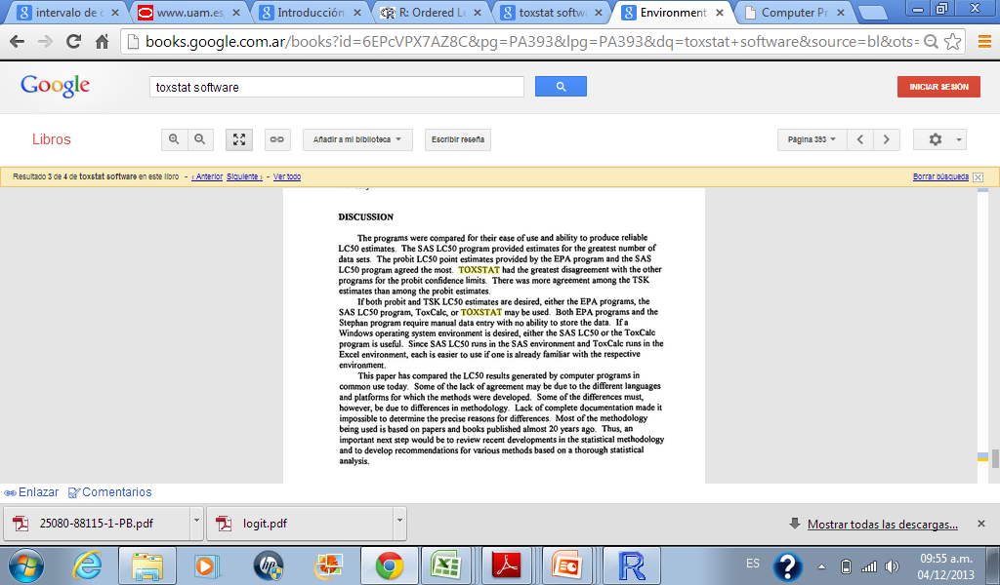 intervalo de c
www.uam.es
Introducción
R: Ordered Lo
toxstat softw
Environment
Computer Pr
books.google.com.ar/books?id=6EPcVPX7AZ8C&pg=PA393&lpg=PA393&dq=toxstat+software&source=bl&ots=
Google
toxstat software
INICIAR SESIÓN
Libros
Añadir a mi biblioteca
Escribir reseña
Página 393
Resultado 3 de 4 de toxstat software en este libro - ‹ Anterior Siguiente › - Ver todo
Borrar búsqueda
DISCUSSION
The programs were compared for their ease of use and ability to produce reliable
LC50 estimates. The SAS LC50 program provided estimates for the greatest number of
data sets. The probit LC50 point estimates provided by the EPA program and the SAS
LC50 program agreed the most. TOXSTAT had the greatest disagreement with the other
programs for the probit confidence limits. There was more agreement among the TSK
estimates than among the probit estimates.
If both probit and TSK LC50 estimates are desired, either the EPA programs, the
SAS LC50 program, ToxCalc, or TOXSTAT may be used. Both EPA programs and the
Stephan program require manual data entry with no ability to store the data. If a
Windows operating system environment is desired, either the SAS LC50 or the ToxCalc
program is useful. Since SAS LC50 runs in the SAS environment and ToxCalc runs in the
Excel environment, each is easier to use if one is already familiar with the respective
environment.
This paper has compared the LC50 results generated by computer programs in
common use today. Some of the lack of agreement may be due to the different languages
and platforms for which the methods were developed. Some of the differences must,
however, be due to differences in methodology. Lack of complete documentation made it
impossible to determine the precise reasons for differences. Most of the methodology
being used is based on papers and books published almost 20 years ago. Thus, an
important next step would be to review recent developments in the statistical methodology
and to develop recommendations for various methods based on a thorough statistical
analysis.
Enlazar
Comentarios
25080-88115-1-PB.pdf
logit.pdf
Mostrar todas las descargas...
ES
09:55 a.m.
04/12/2013